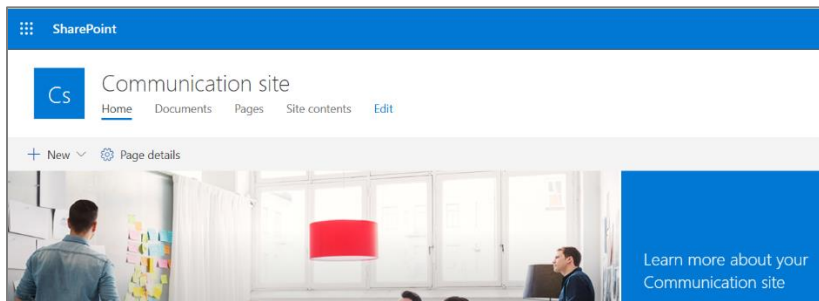 SharePoint
Cs
Communication site
Home Documents Pages Site contents Edit
+ New Page details
Learn more about your
Communication site